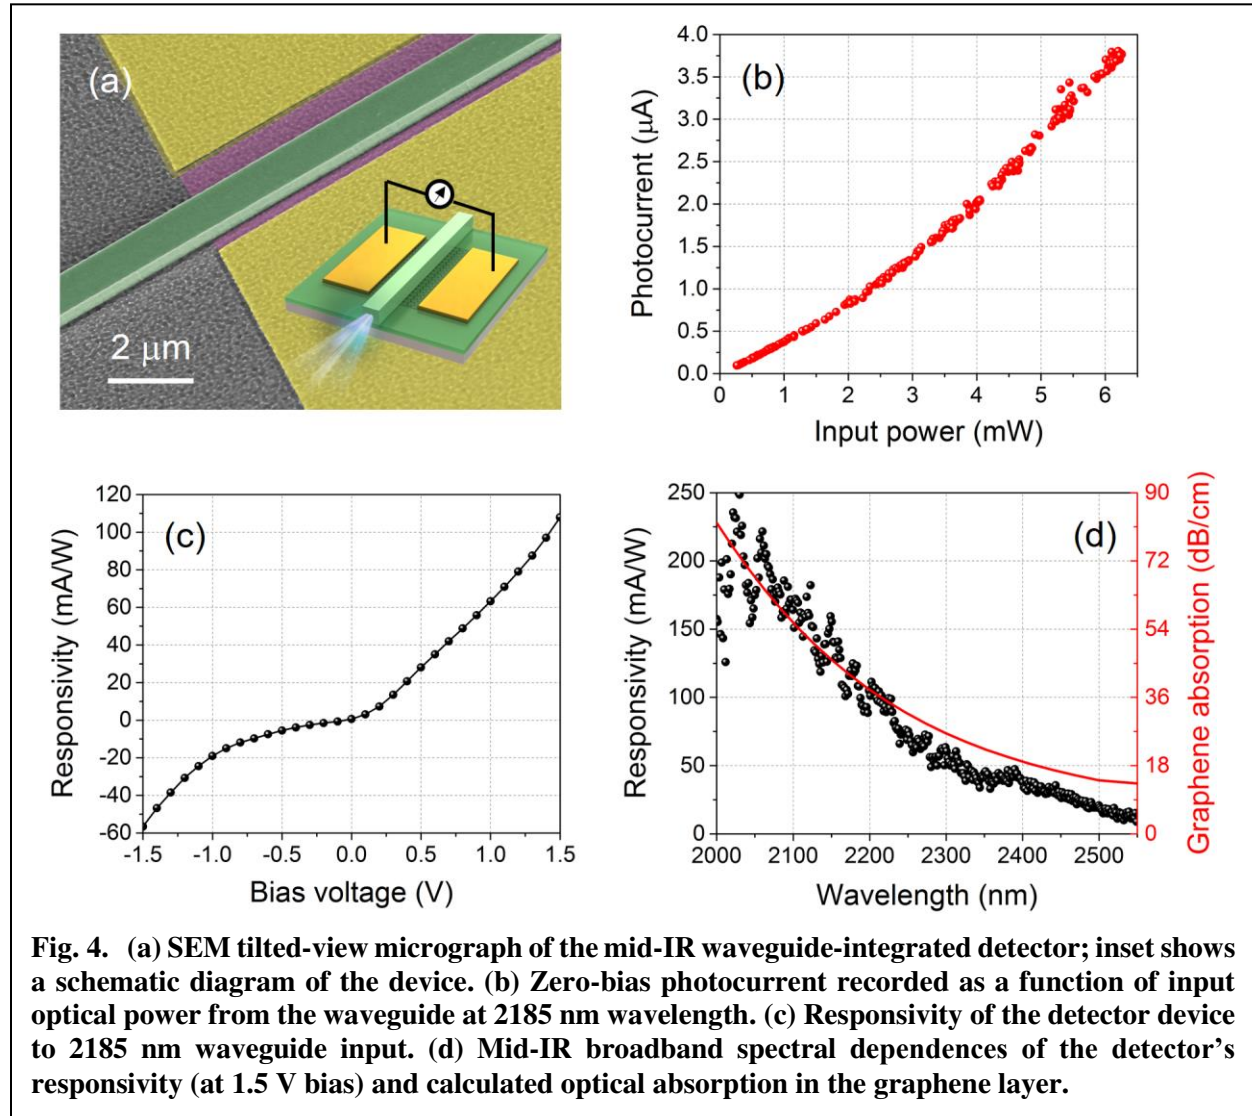 (a)
2 μm
(b)
Photocurrent (μA)
4.0
3.5
3.0
2.5
2.0
1.5
1.0
0.5
0.0
0 1 2 3 4 5 6
Input power (mW)
(c)
Responsivity (mA/W)
120
100
80
60
40
20
0
-20
-40
-60
-1.5 -1.0 -0.5 0.0 0.5 1.0 1.5
Bias voltage (V)
(d)
Responsivity (mA/W)
250
200
150
100
50
0
2000 2100 2200 2300 2400 2500
Wavelength (nm)
90
72
54
36
18
0
Graphene absorption (dB/cm)
Fig. 4. (a) SEM tilted-view micrograph of the mid-IR waveguide-integrated detector; inset shows
a schematic diagram of the device. (b) Zero-bias photocurrent recorded as a function of input
optical power from the waveguide at 2185 nm wavelength. (c) Responsivity of the detector device
to 2185 nm waveguide input. (d) Mid-IR broadband spectral dependences of the detector's
responsivity (at 1.5 V bias) and calculated optical absorption in the graphene layer.